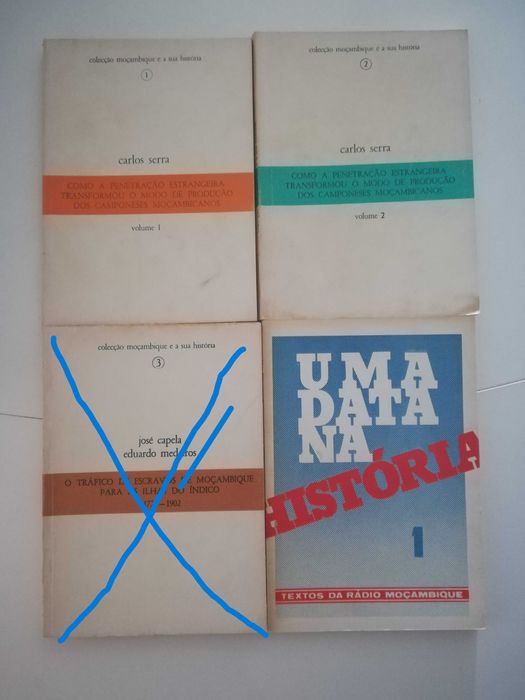 colecção moçambique e a sua história
1
carlos serra
COMO A PENETRAÇÃO ESTRANGEIRA
TRANSFORMOU O MODO DE PRODUÇÃO
DOS CAMPONESES MOÇAMBICANOS
volume 1
colecção moçambique e a sua história
2
carlos serra
COMO A PENETRAÇÃO ESTRANGEIRA
TRANSFORMOU O MODO DE PRODUÇÃO
DOS CAMPONESES MOÇAMBICANOS
volume 2
colecção moçambique e a sua história
3
josé capela
eduardo medeiros
O TRÁFICO DE ESCRAVOS DE MOÇAMBIQUE
PARA AS ILHAS DO ÍNDICO
—1902
UMA
DATA
NA
HISTÓRIA
1
TEXTOS DA RÁDIO MOÇAMBIQUE